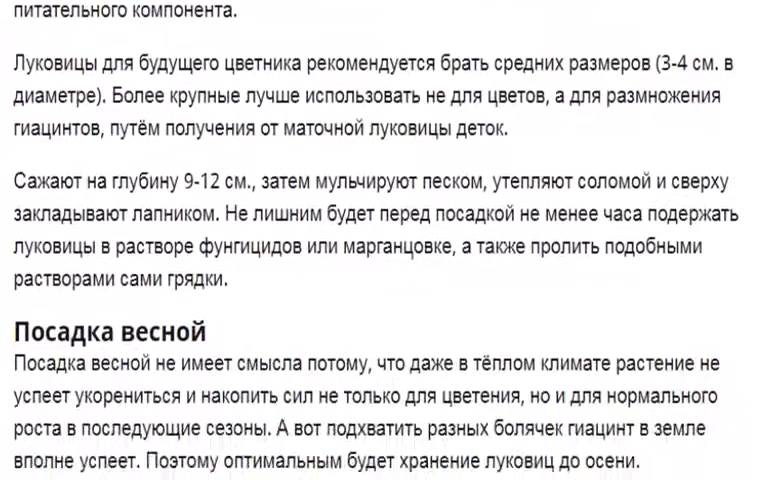 питательного компонента.
Луковицы для будущего цветника рекомендуется брать средних размеров (3-4 см. в
диаметре). Более крупные лучше использовать не для цветов, а для размножения
гиацинтов, путём получения от маточной луковицы деток.
Сажают на глубину 9-12 см., затем мульчируют песком, утепляют соломой и сверху
закладывают лапником. Не лишним будет перед посадкой не менее часа подержать
луковицы в растворе фунгицидов или марганцовке, а также пролить подобными
растворами сами грядки.
Посадка весной
Посадка весной не имеет смысла потому, что даже в тёплом климате растение не
успеет укорениться и накопить сил не только для цветения, но и для нормального
роста в последующие сезоны. А вот подхватить разных болячек гиацинт в земле
вполне успеет. Поэтому оптимальным будет хранение луковиц до осени.